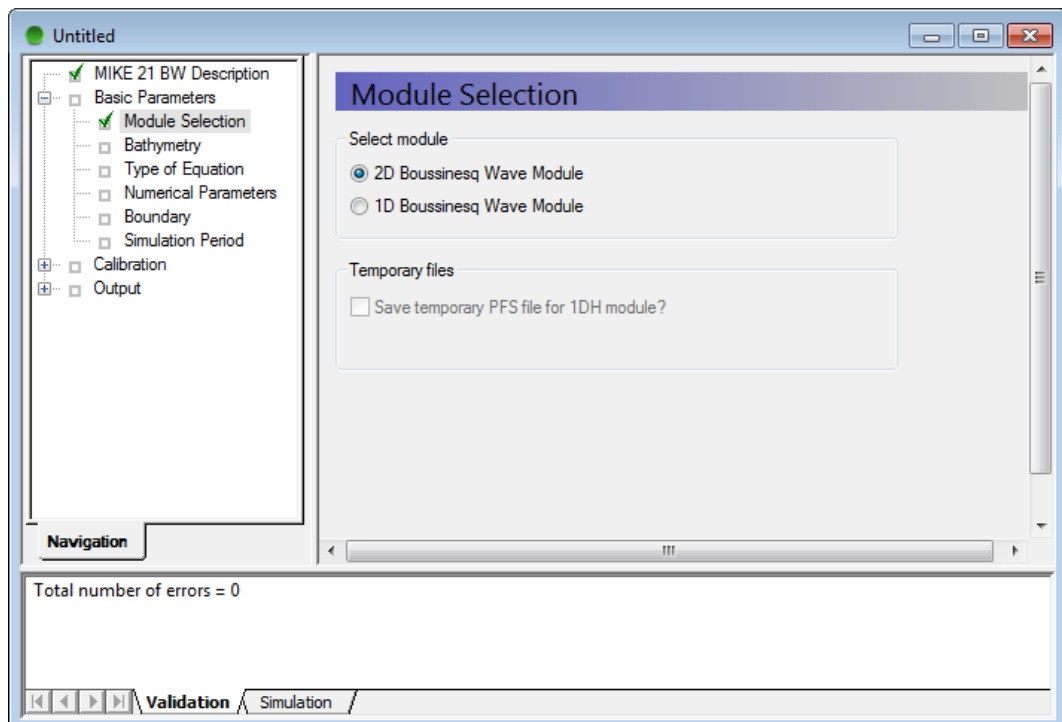 Untitled
MIKE 21 BW Description
Basic Parameters
Module Selection
Bathymetry
Type of Equation
Numerical Parameters
Boundary
Simulation Period
Calibration
Output
Navigation
Module Selection
Select module
2D Boussinesq Wave Module
1D Boussinesq Wave Module
Temporary files
Save temporary PFS file for 1DH module?
Total number of errors = 0
Validation
Simulation